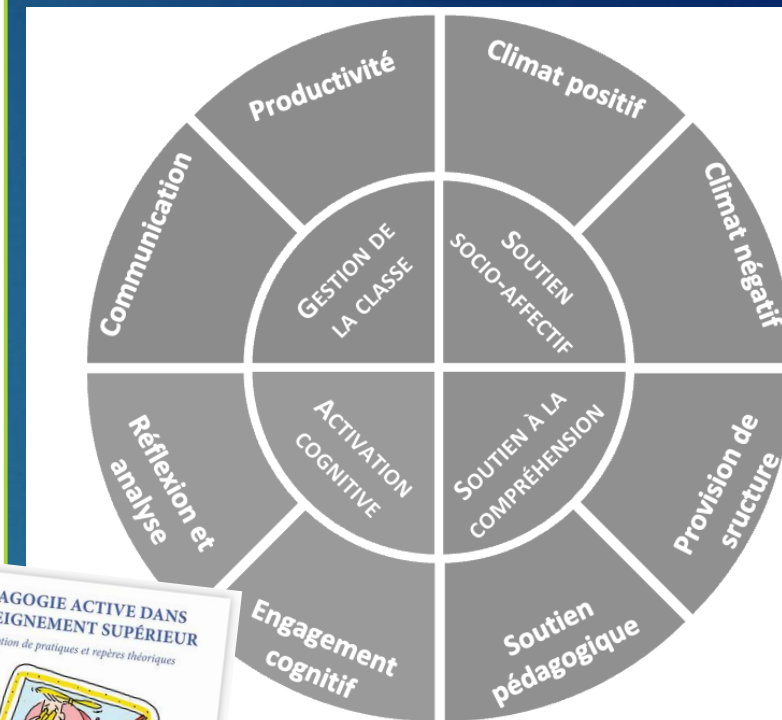 Productivité
Climat positif
Communication
Climat négatif
GESTION DE
LA CLASSE
SOUTIEN
SOCIO-AFFECTIF
ACTIVATION
COGNITIVE
SOUTIEN À LA
COMPRÉHENSION
Réflexion et
analyse
Provision de
sructure
Engagement
cognitif
Soutien
pédagogique
AGOGIE ACTIVE DANS
EIGNEMENT SUPÉRIEUR
tion de pratiques et repères théoriques